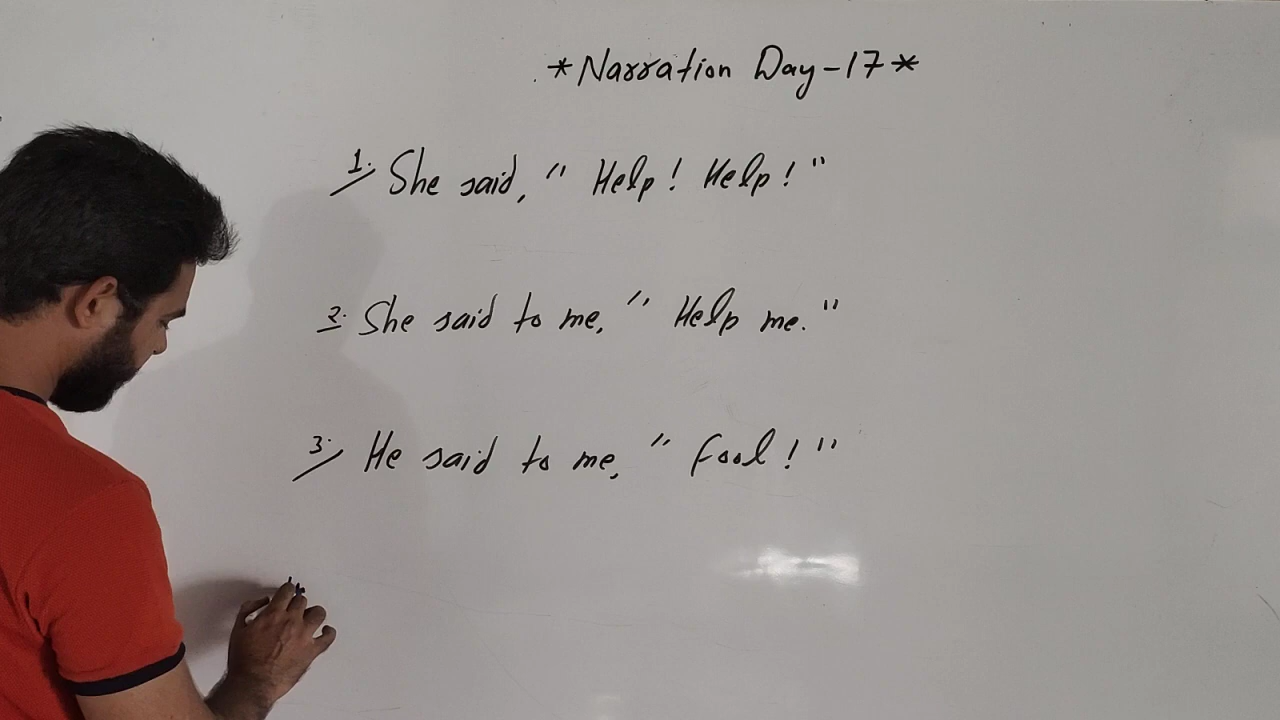 *Narration Day-17*
1. She said, " Help! Help! "
2. She said to me, " Help me. "
3. He said to me, " Fool! "